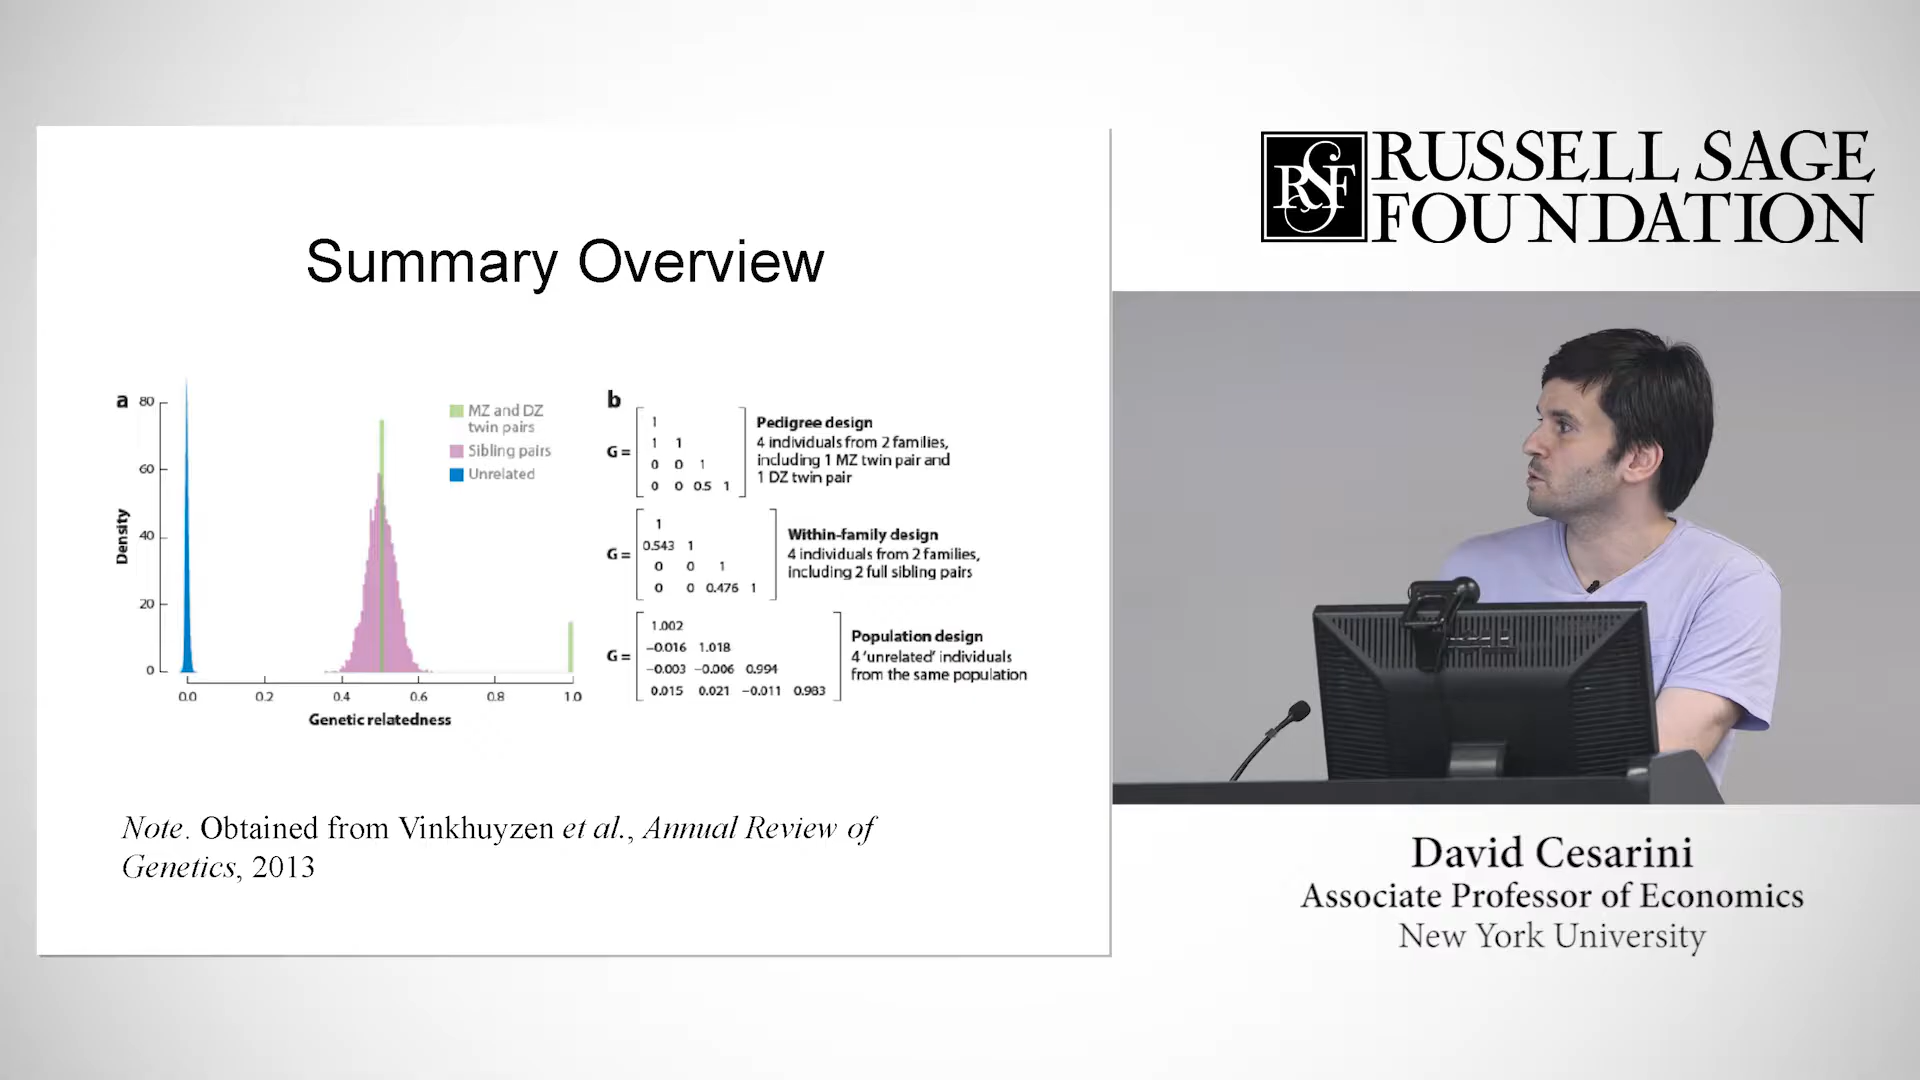 RUSSELL SAGE
FOUNDATION
RSF
Summary Overview
a
80
60
40
20
0
Density
0.0 0.2 0.4 0.6 0.8 1.0
Genetic relatedness
MZ and DZ
twin pairs
Sibling pairs
Unrelated
b
G =
1
1 1
0 0 1
0 0 0.5 1
Pedigree design
4 individuals from 2 families,
including 1 MZ twin pair and
1 DZ twin pair
G =
1
0.543 1
0 0 1
0 0 0.476 1
Within-family design
4 individuals from 2 families,
including 2 full sibling pairs
G =
1.002
−0.016 1.018
−0.003 −0.006 0.994
0.015 0.021 −0.011 0.983
Population design
4 ‘unrelated’ individuals
from the same population
Note. Obtained from Vinkhuyzen et al., Annual Review of
Genetics, 2013
David Cesarini
Associate Professor of Economics
New York University